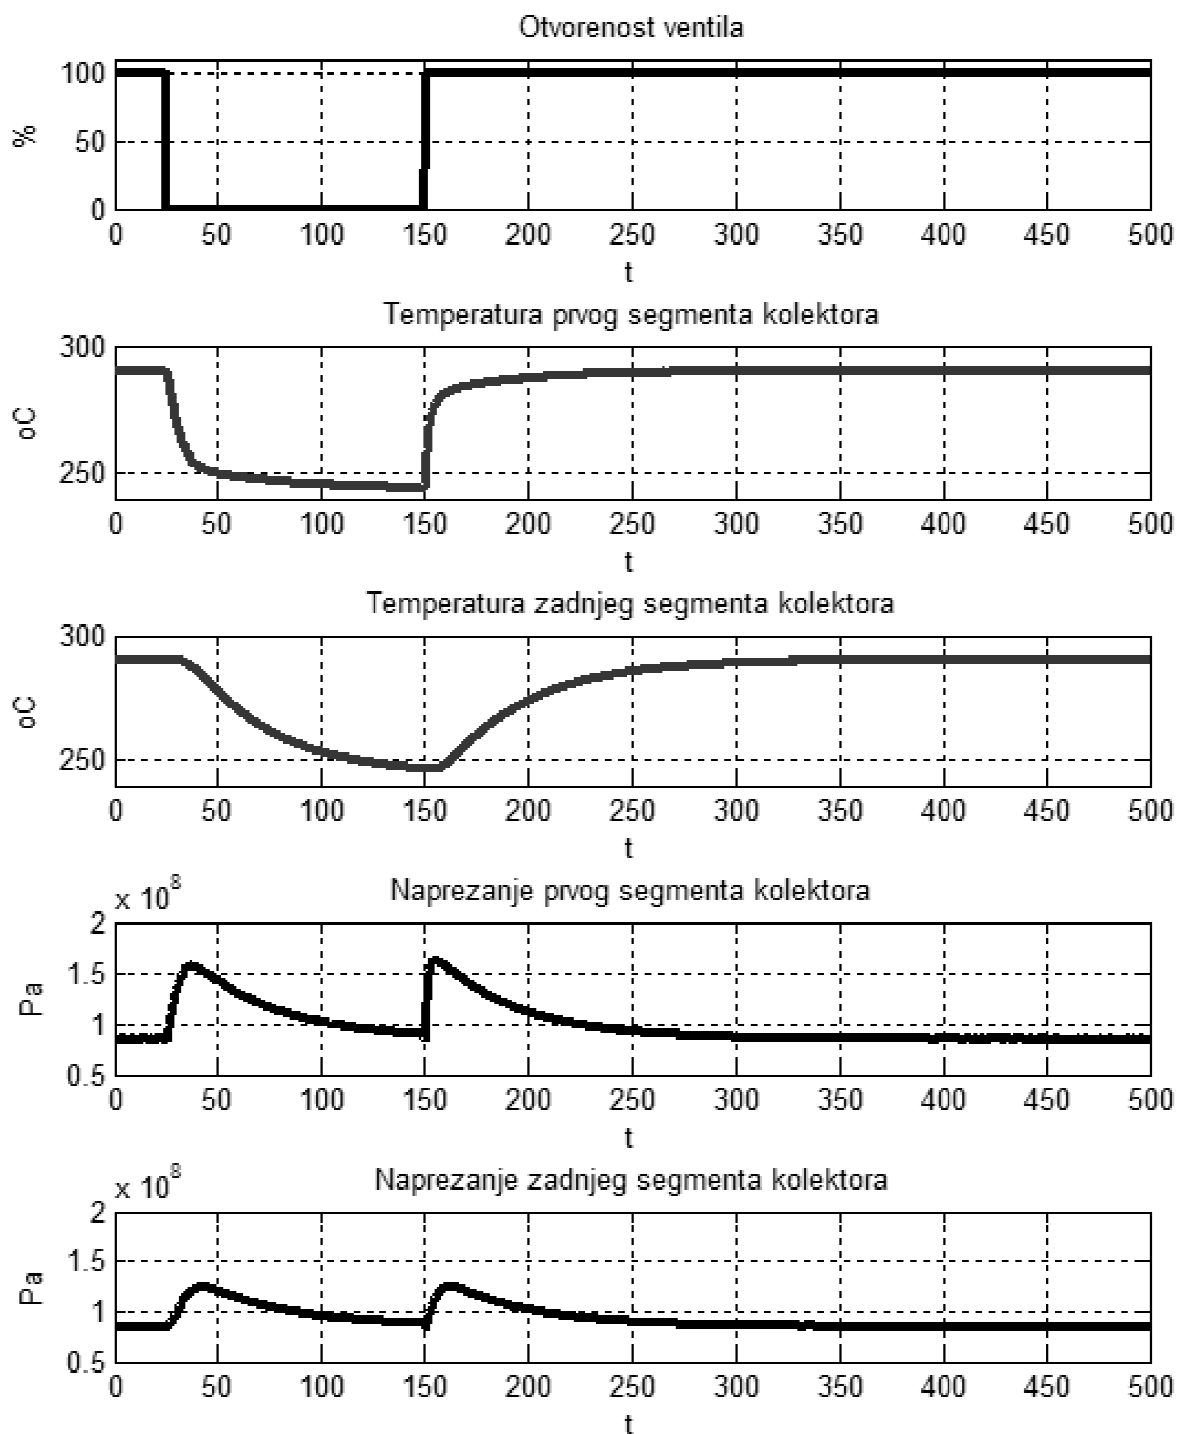 Otvorenost ventila
100
50
0
%
0 50 100 150 200 250 300 350 400 450 500
t
Temperatura prvog segmenta kolektora
300
250
oC
0 50 100 150 200 250 300 350 400 450 500
t
Temperatura zadnjeg segmenta kolektora
300
250
oC
0 50 100 150 200 250 300 350 400 450 500
t
x 10^8
Naprezanje prvog segmenta kolektora
2
1.5
1
0.5
Pa
0 50 100 150 200 250 300 350 400 450 500
t
x 10^8
Naprezanje zadnjeg segmenta kolektora
2
1.5
1
0.5
Pa
0 50 100 150 200 250 300 350 400 450 500
t